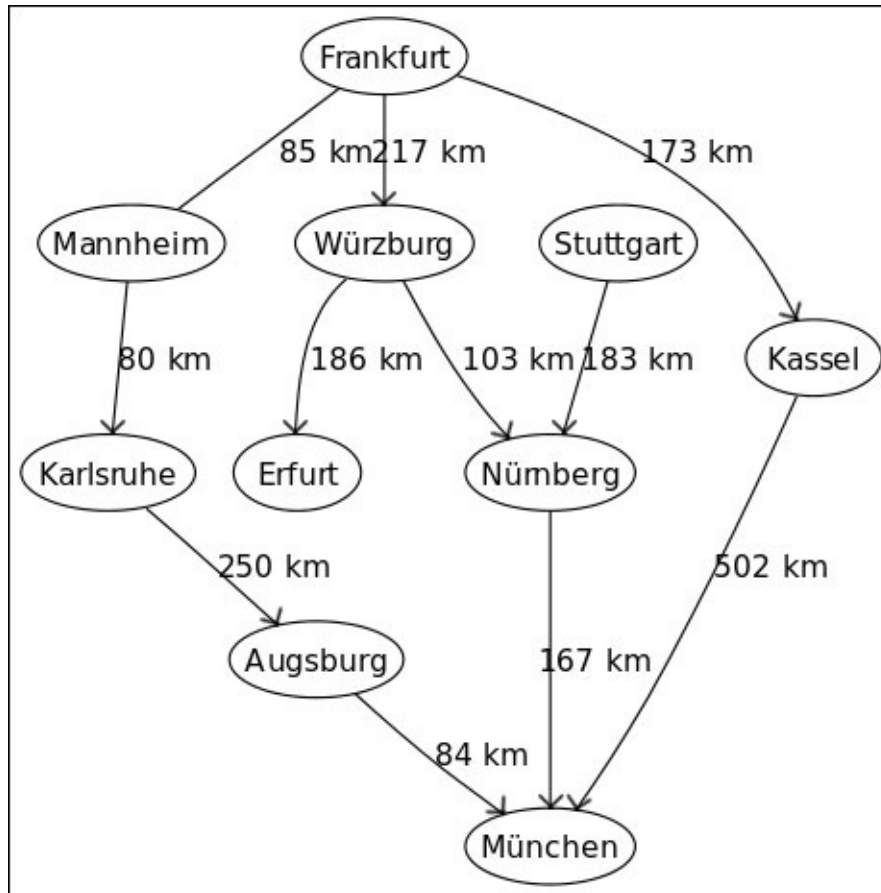 Frankfurt
85 km
217 km
173 km
Mannheim
Würzburg
Stuttgart
80 km
186 km
103 km
183 km
Kassel
Karlsruhe
Erfurt
Nürnberg
250 km
502 km
Augsburg
167 km
84 km
München